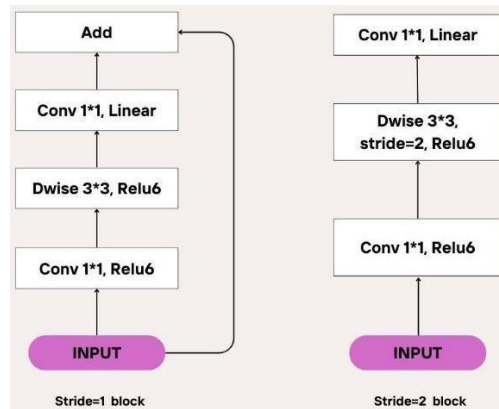 Add
Conv 1*1, Linear
Dwise 3*3, Relu6
Conv 1*1, Relu6
INPUT
Stride=1 block
Conv 1*1, Linear
Dwise 3*3,
stride=2, Relu6
Conv 1*1, Relu6
INPUT
Stride=2 block